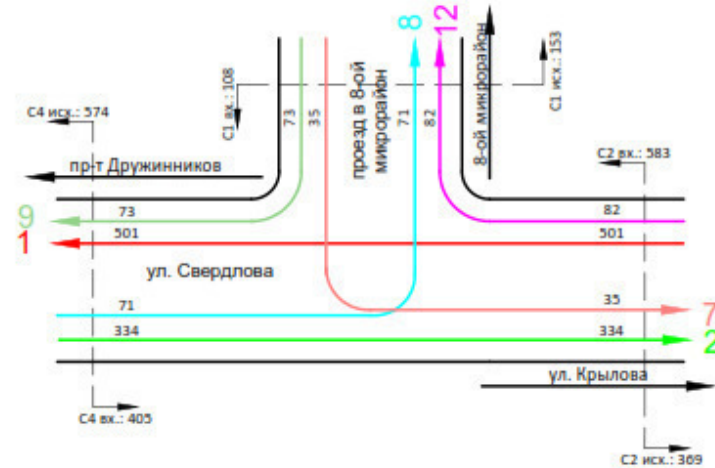 8
12
С1 вх.: 108
73
35
проезд в 8-ой
микрорайон
71
82
8-ой микрорайон
С1 исх.: 153
С4 исх.: 574
С2 вх.: 583
пр-т Дружинников
9
73
82
1
501
501
ул. Свердлова
71
35
7
334
334
2
ул. Крылова
С4 вх.: 405
С2 исх.: 369